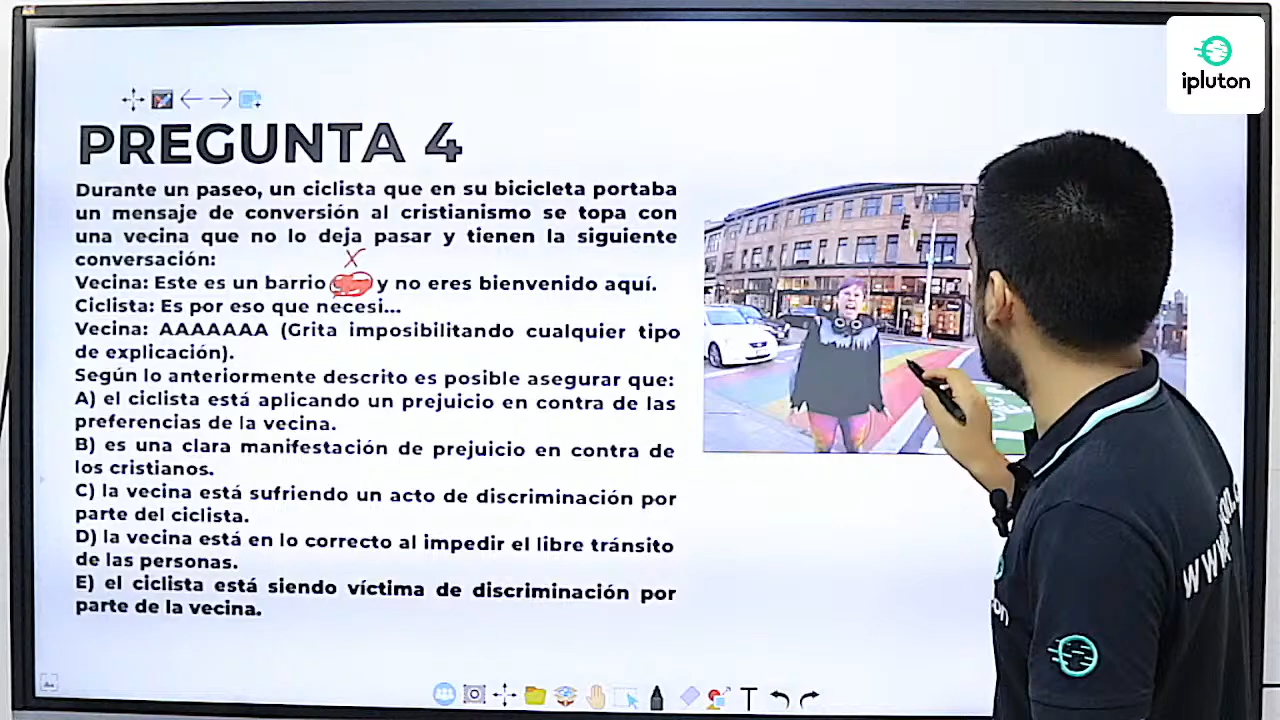 ipluton
PREGUNTA 4
Durante un paseo, un ciclista que en su bicicleta portaba
un mensaje de conversión al cristianismo se topa con
una vecina que no lo deja pasar y tienen la siguiente
conversación:
X
Vecina: Este es un barrio y no eres bienvenido aquí.
Ciclista: Es por eso que necesi...
Vecina: AAAAAAA (Grita imposibilitando cualquier tipo
de explicación).
Según lo anteriormente descrito es posible asegurar que:
A) el ciclista está aplicando un prejuicio en contra de las
preferencias de la vecina.
B) es una clara manifestación de prejuicio en contra de
los cristianos.
C) la vecina está sufriendo un acto de discriminación por
parte del ciclista.
D) la vecina está en lo correcto al impedir el libre tránsito
de las personas.
E) el ciclista está siendo víctima de discriminación por
parte de la vecina.
T